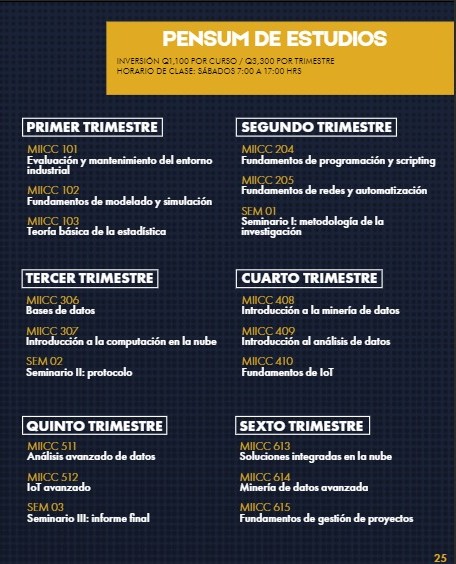 PENSUM DE ESTUDIOS
INVERSIÓN Q1,100 POR CURSO / Q3,300 POR TRIMESTRE
HORARIO DE CLASE: SÁBADOS 7:00 A 17:00 HRS
PRIMER TRIMESTRE
MIICC 101
Evaluación y mantenimiento del entorno
industrial
MIICC 102
Fundamentos de modelado y simulación
MIICC 103
Teoría básica de la estadística
SEGUNDO TRIMESTRE
MIICC 204
Fundamentos de programación y scripting
MIICC 205
Fundamentos de redes y automatización
SEM 01
Seminario I: metodología de la
investigación
TERCER TRIMESTRE
MIICC 306
Bases de datos
MIICC 307
Introducción a la computación en la nube
SEM 02
Seminario II: protocolo
CUARTO TRIMESTRE
MIICC 408
Introducción a la minería de datos
MIICC 409
Introducción al análisis de datos
MIICC 410
Fundamentos de IoT
QUINTO TRIMESTRE
MIICC 511
Análisis avanzado de datos
MIICC 512
IoT avanzado
SEM 03
Seminario III: informe final
SEXTO TRIMESTRE
MIICC 613
Soluciones integradas en la nube
MIICC 614
Minería de datos avanzada
MIICC 615
Fundamentos de gestión de proyectos
25